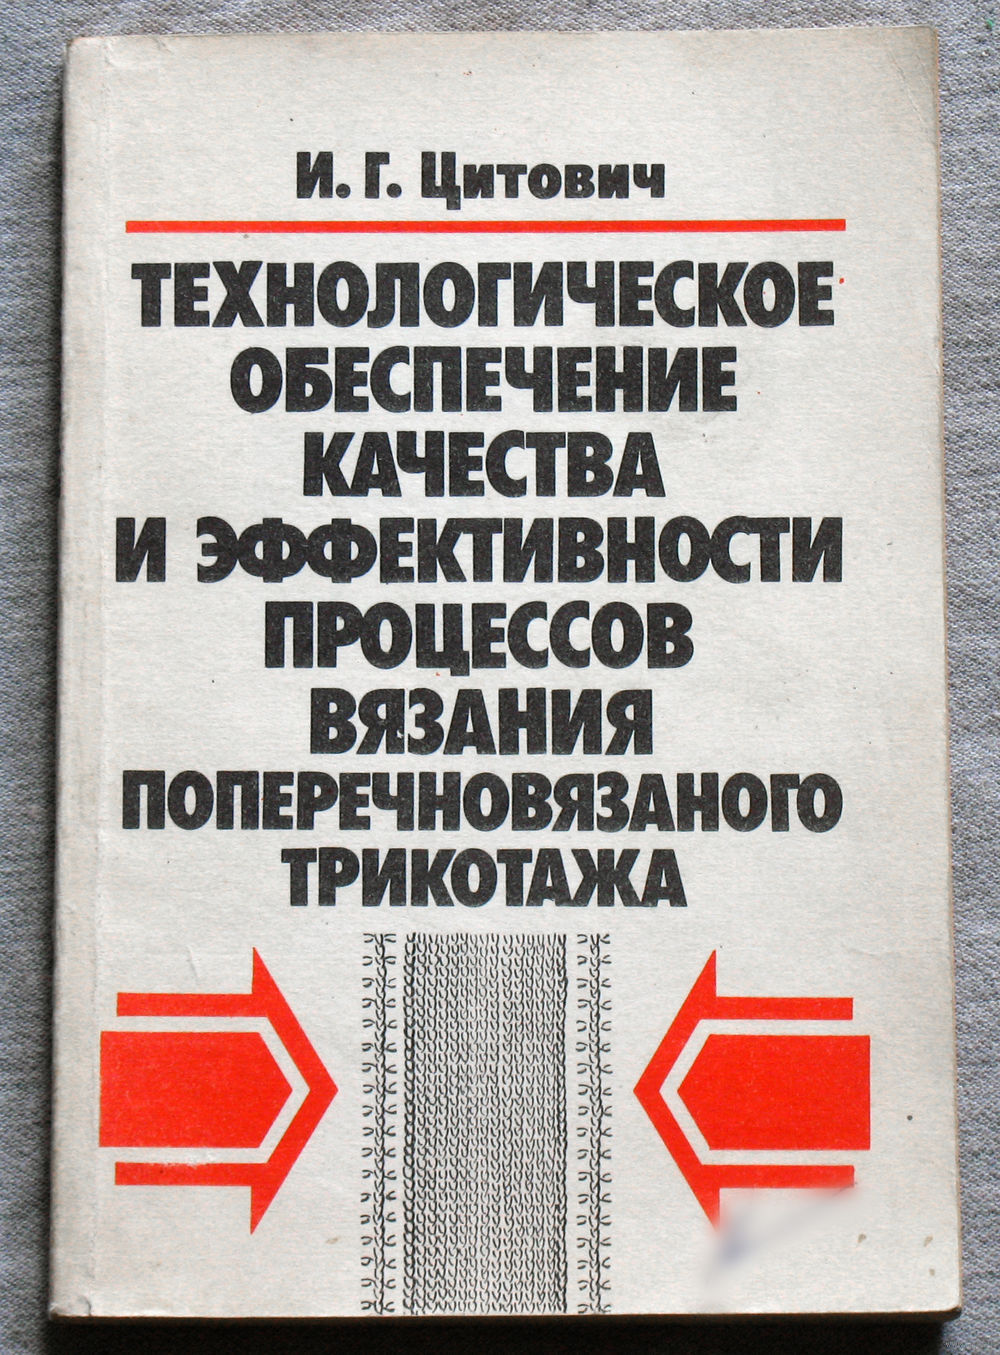 И. Г. Цитович
ТЕХНОЛОГИЧЕСКОЕ
ОБЕСПЕЧЕНИЕ
КАЧЕСТВА
И ЭФФЕКТИВНОСТИ
ПРОЦЕССОВ
ВЯЗАНИЯ
ПОПЕРЕЧНОВЯЗАНОГО
ТРИКОТАЖА